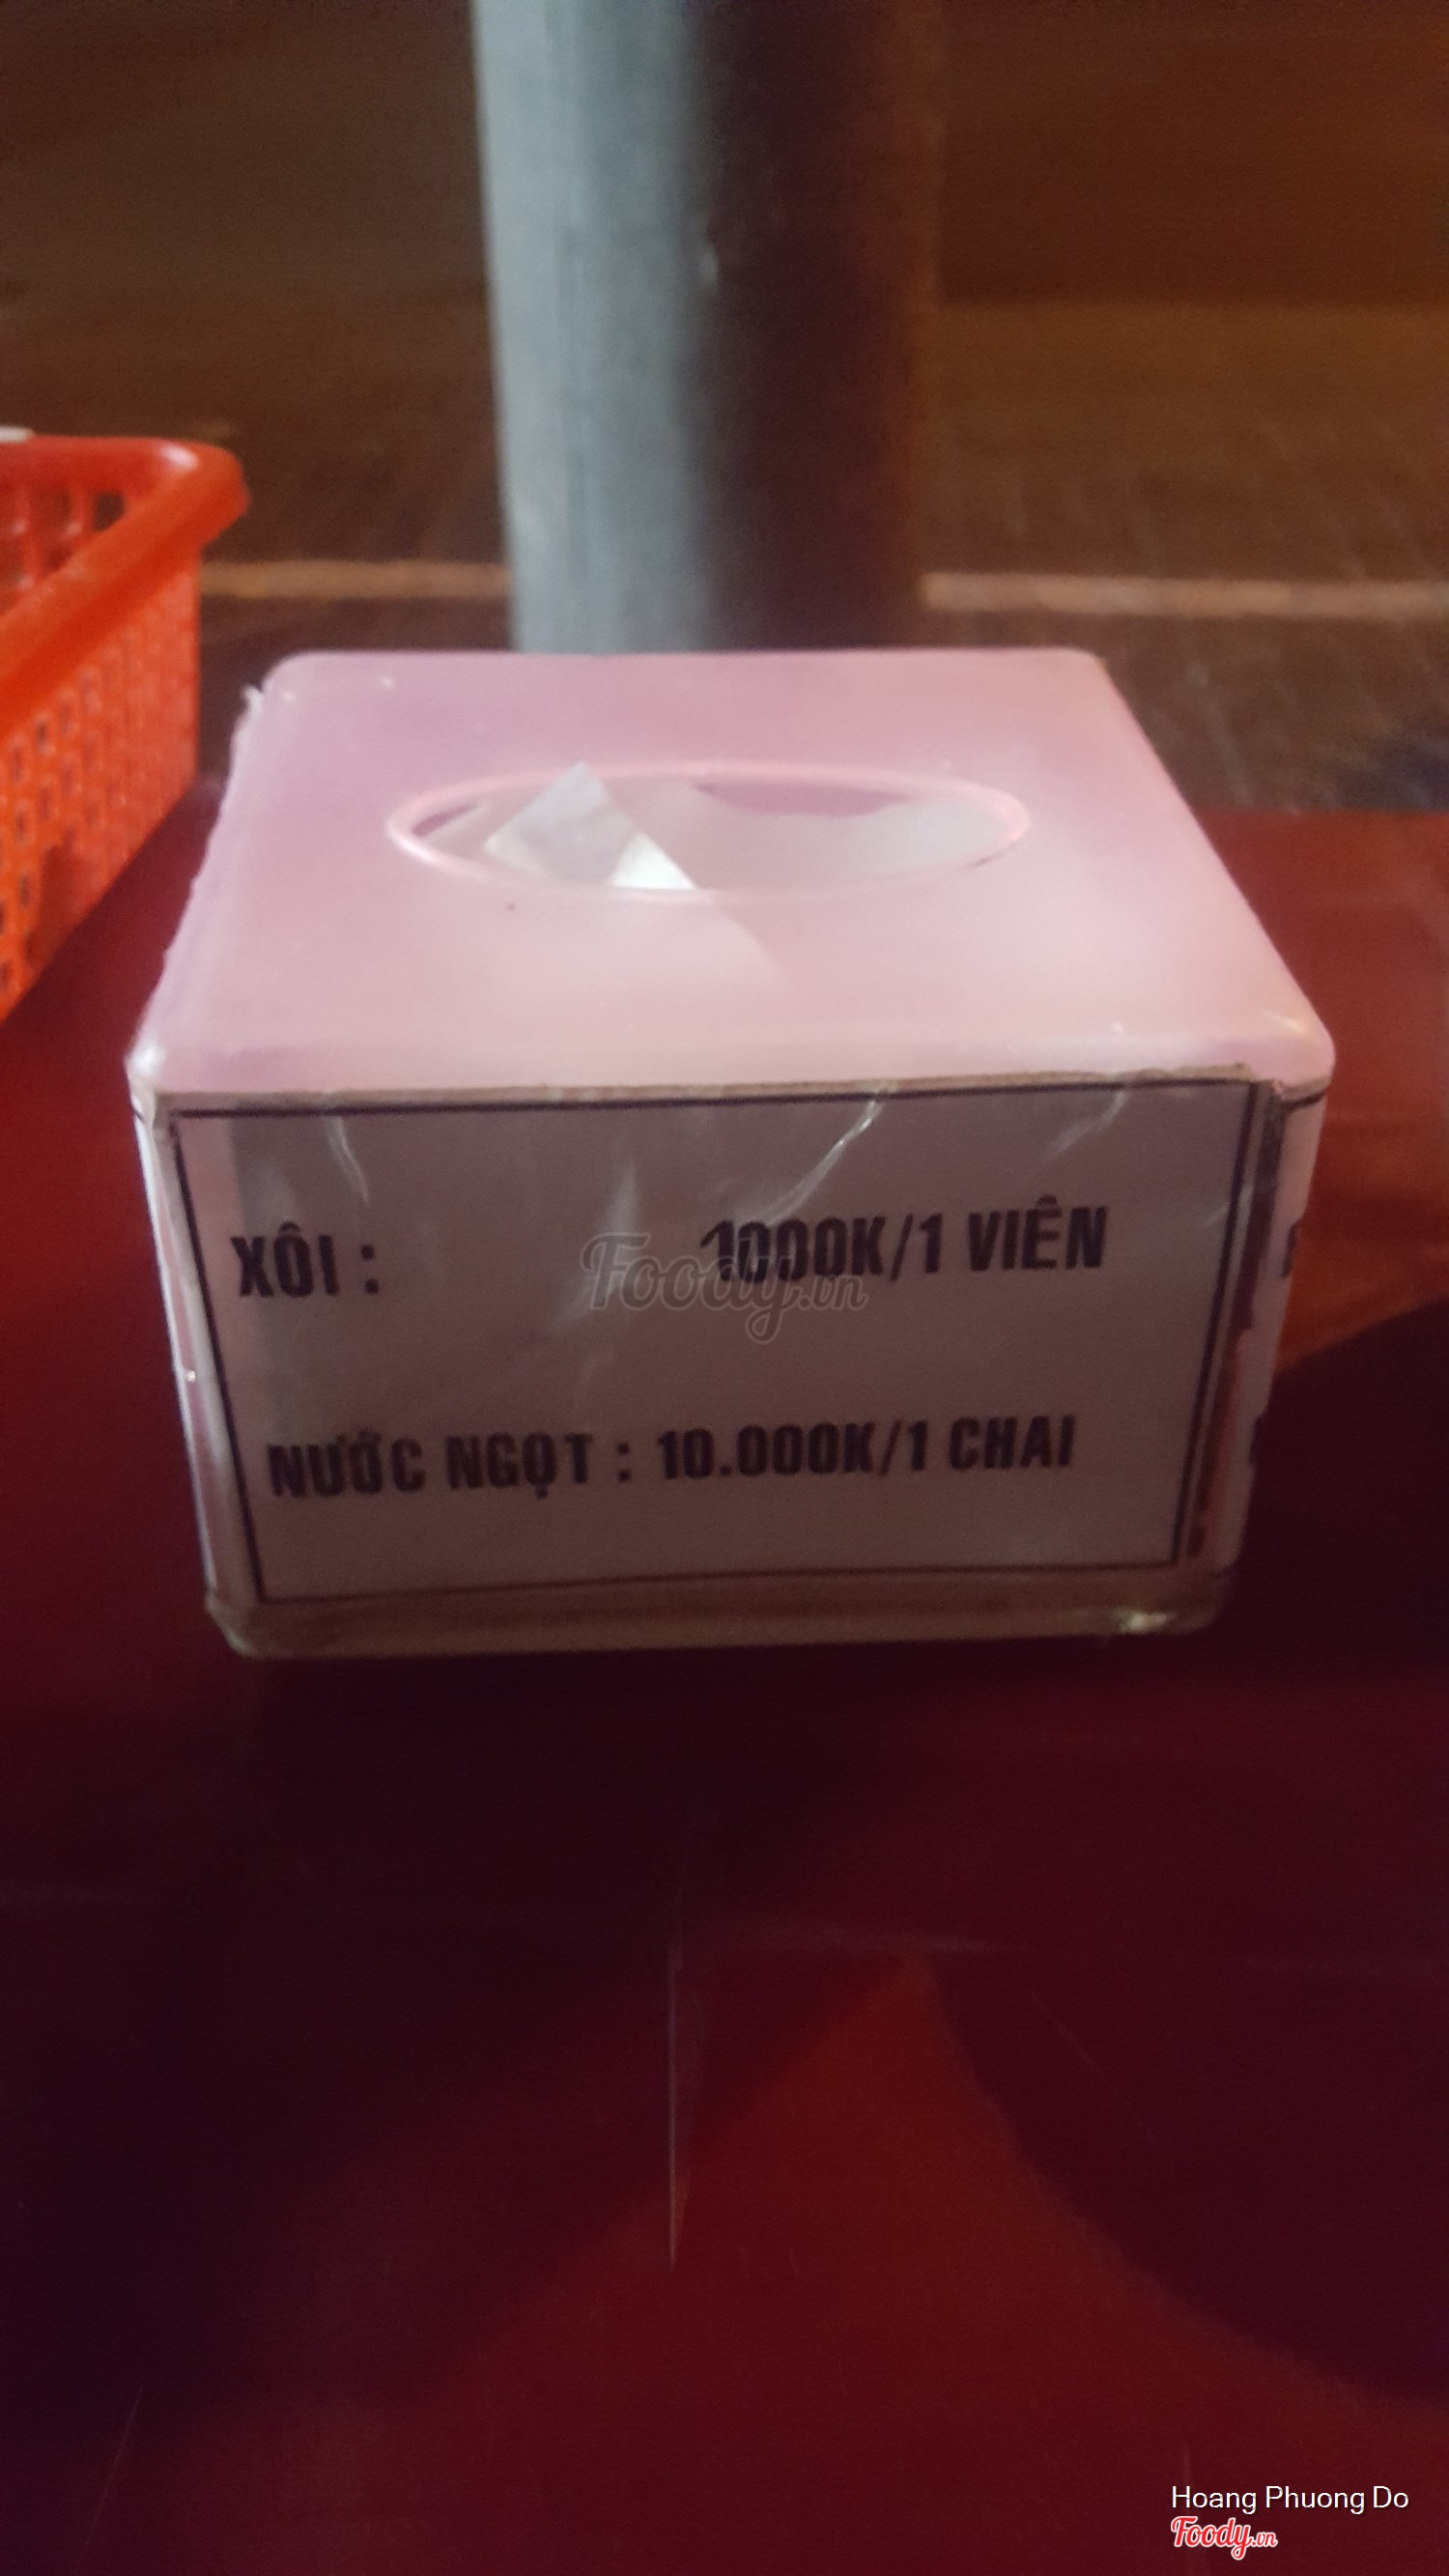 XÔI : 1000K/1 VIÊN
Foody.vn
NƯỚC NGỌT : 10.000K/1 CHAI
Hoang Phuong Do
Foody.vn